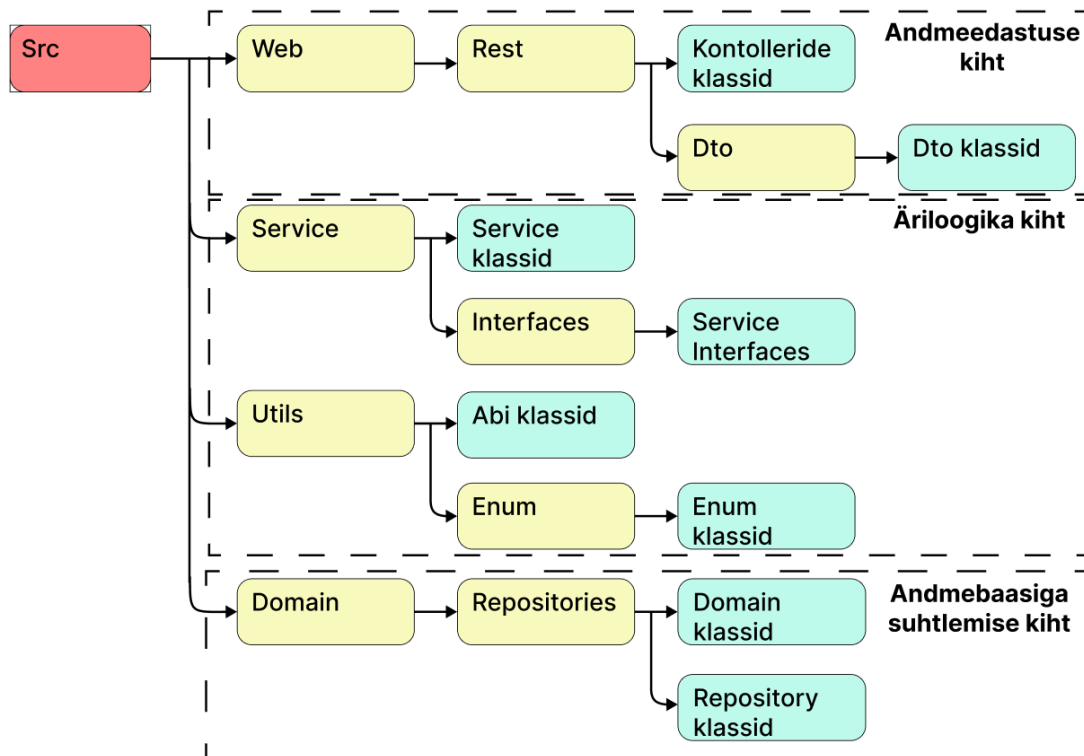 Src
Web
Rest
Kontolleride
klassid
Andmeedastuse
kiht
Dto
Dto klassid
Äriloogika kiht
Service
Service
klassid
Interfaces
Service
Interfaces
Utils
Abi klassid
Enum
Enum
klassid
Domain
Repositories
Domain
klassid
Andmebaasiga
suhtlemise kiht
Repository
klassid